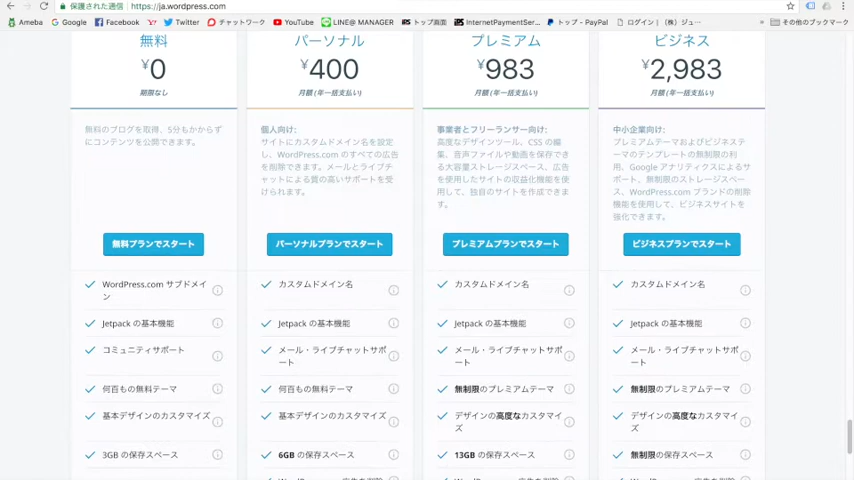 保護された通信 https://ja.wordpress.com
Ameba Google Facebook Twitter チャットワーク YouTube LINE@ MANAGER トップ画面 InternetPaymentSer... トップ - PayPal ログイン | (株) ジュ... » その他のブックマーク
無料
¥0
期限なし
無料のブログを取得、5分もかからず
にコンテンツを公開できます。
無料プランでスタート
WordPress.com サブドメイ
ン
Jetpack の基本機能
コミュニティサポート
何百もの無料テーマ
基本デザインのカスタマイズ
3GB の保存スペース
パーソナル
¥400
月額 (年一括支払い)
個人向け:
サイトにカスタムドメイン名を設定
し、WordPress.com のすべての広告
を削除できます。メールとライブチ
ャットによる質の高いサポートを受
けられます。
パーソナルプランでスタート
カスタムドメイン名
Jetpack の基本機能
メール・ライブチャットサポ
ート
何百もの無料テーマ
基本デザインのカスタマイズ
6GB の保存スペース
プレミアム
¥983
月額 (年一括支払い)
事業者とフリーランサー向け:
高度なデザインツール、CSS の編
集、音声ファイルや動画を保存でき
る大容量ストレージスペース、広告
を使用したサイトの収益化機能を使
用して、独自のサイトを作成できま
す。
プレミアムプランでスタート
カスタムドメイン名
Jetpack の基本機能
メール・ライブチャットサポ
ート
無制限のプレミアムテーマ
デザインの高度なカスタマイ
ズ
13GB の保存スペース
ビジネス
¥2,983
月額 (年一括支払い)
中小企業向け:
プレミアムテーマおよびビジネステ
ーマのテンプレートの無制限の利
用、Google アナリティクスによるサ
ポート、無制限のストレージスペー
ス、WordPress.com ブランドの削除
機能を使用して、ビジネスサイトを
強化できます。
ビジネスプランでスタート
カスタムドメイン名
Jetpack の基本機能
メール・ライブチャットサポ
ート
無制限のプレミアムテーマ
デザインの高度なカスタマイ
ズ
無制限の保存スペース